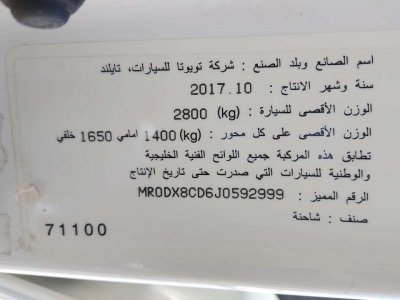 اسم الصانع وبلد الصنع : شركة تويوتا للسيارات، تايلند
سنة وشهر الانتاج : 2017.10
الوزن الأقصى للسيارة : 2800 (kg)
الوزن الأقصى على كل محور : 1400(kg) امامي 1650 خلفي
تطابق هذه المركبة جميع اللوائح الفنية الخليجية
والوطنية للسيارات التي صدرت حتى تاريخ الإنتاج
الرقم المميز : MR0DX8CD6J0592999
صنف : شاحنة
71100